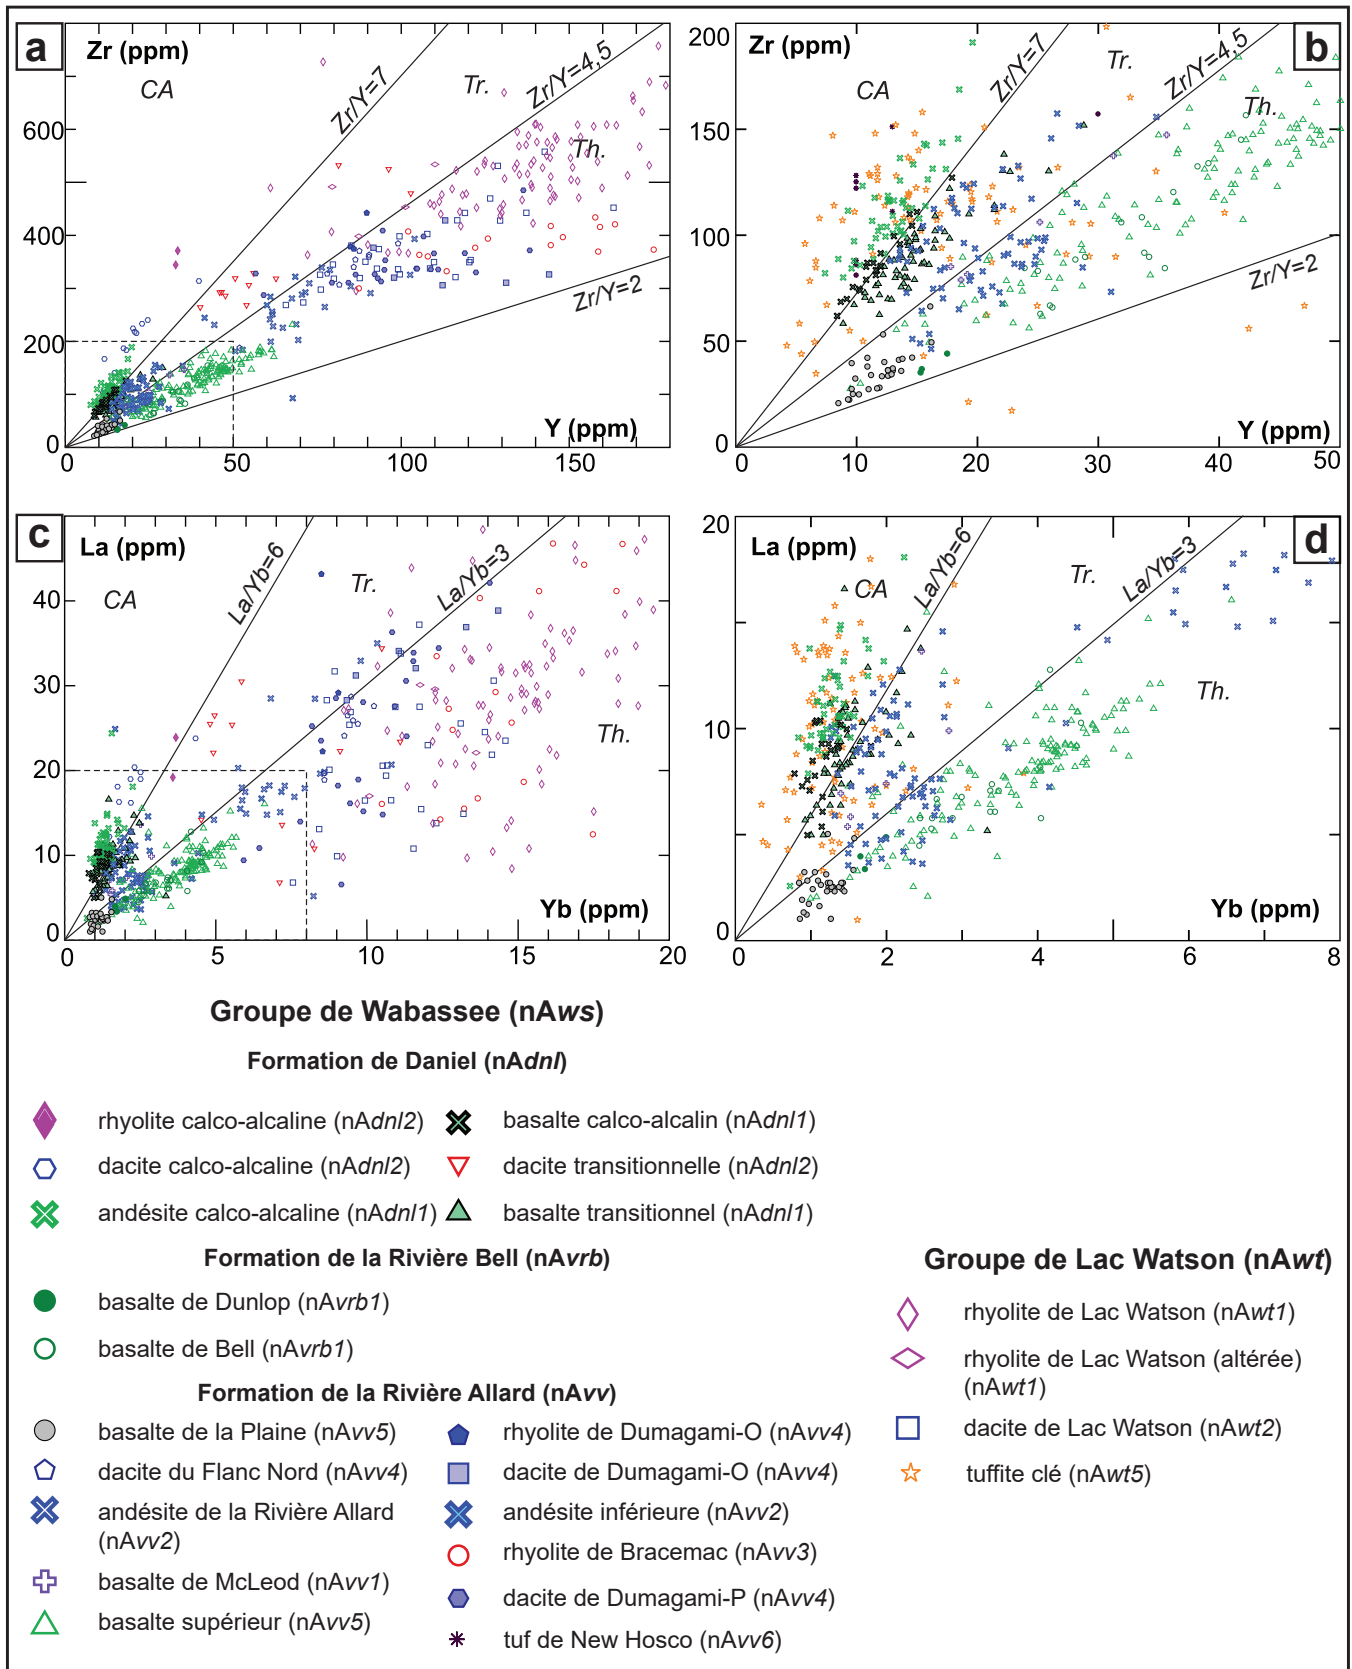 a
Zr (ppm)
CA
Zr/Y=7
Tr.
Zr/Y=4,5
Th.
Zr/Y=2
Y (ppm)
600
400
200
0
0
50
100
150
b
Zr (ppm)
CA
Zr/Y=7
Tr.
Zr/Y=4,5
Th.
Zr/Y=2
Y (ppm)
200
150
100
50
0
0
10
20
30
40
50
c
La (ppm)
CA
La/Yb=6
Tr.
La/Yb=3
Th.
Yb (ppm)
40
30
20
10
0
0
5
10
15
20
d
La (ppm)
CA
La/Yb=6
Tr.
La/Yb=3
Th.
Yb (ppm)
20
10
0
0
2
4
6
8
Groupe de Wabassee (nAws)
Formation de Daniel (nAdnl)
rhyolite calco-alcaline (nAdnl2)
basalte calco-alcalin (nAdnl1)
dacite calco-alcaline (nAdnl2)
dacite transitionnelle (nAdnl2)
andésite calco-alcaline (nAdnl1)
basalte transitionnel (nAdnl1)
Formation de la Rivière Bell (nAvrb)
basalte de Dunlop (nAvrb1)
basalte de Bell (nAvrb1)
Formation de la Rivière Allard (nAvv)
basalte de la Plaine (nAvv5)
dacite du Flanc Nord (nAvv4)
andésite de la Rivière Allard
(nAvv2)
basalte de McLeod (nAvv1)
basalte supérieur (nAvv5)
rhyolite de Dumagami-O (nAvv4)
dacite de Dumagami-O (nAvv4)
andésite inférieure (nAvv2)
rhyolite de Bracemac (nAvv3)
dacite de Dumagami-P (nAvv4)
tuf de New Hosco (nAvv6)
Groupe de Lac Watson (nAwt)
rhyolite de Lac Watson (nAwt1)
rhyolite de Lac Watson (altérée)
(nAwt1)
dacite de Lac Watson (nAwt2)
tuffite clé (nAwt5)